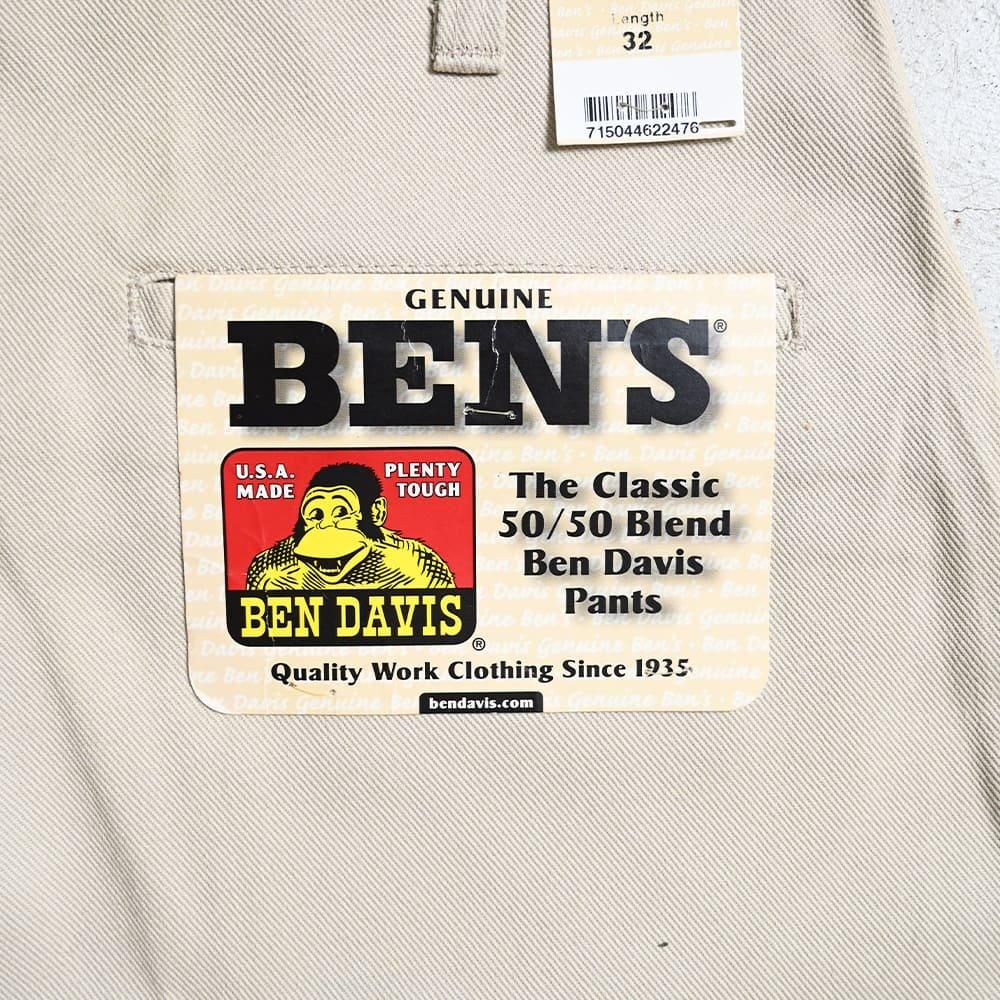 Length
32
715044622476
GENUINE
BEN'S®
U.S.A. MADE
PLENTY TOUGH
BEN DAVIS®
The Classic
50/50 Blend
Ben Davis
Pants
Quality Work Clothing Since 1935
bendavis.com